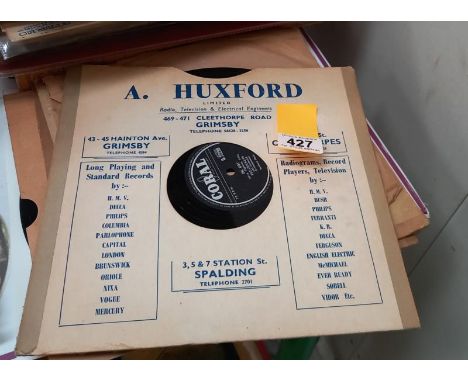 A. HUXFORD
LIMITED
Radio, Television & Electrical Engineers
469-471 CLEETHORPE ROAD
GRIMSBY
43-45 HAINTON Ave.
GRIMSBY
427
St.
PES
Long Playing and
Standard Records
by :-
H. M. V.
DECCA
PHILIPS
COLUMBIA
PARLOPHONE
CAPITAL
LONDON
BRUNSWICK
ORIOLE
NIXA
VOGUE
MERCURY
CORAL
Radiograms, Record
Players, Television
by :-
H. M. V.
BUSH
PHILIPS
FERRANTI
K. B.
DECCA
FERGUSON
ENGLISH ELECTRIC
McMICHAEL
EVER READY
SOBELL
VIDOR Etc.
3, 5 & 7 STATION St.
SPALDING
TELEPHONE 2701